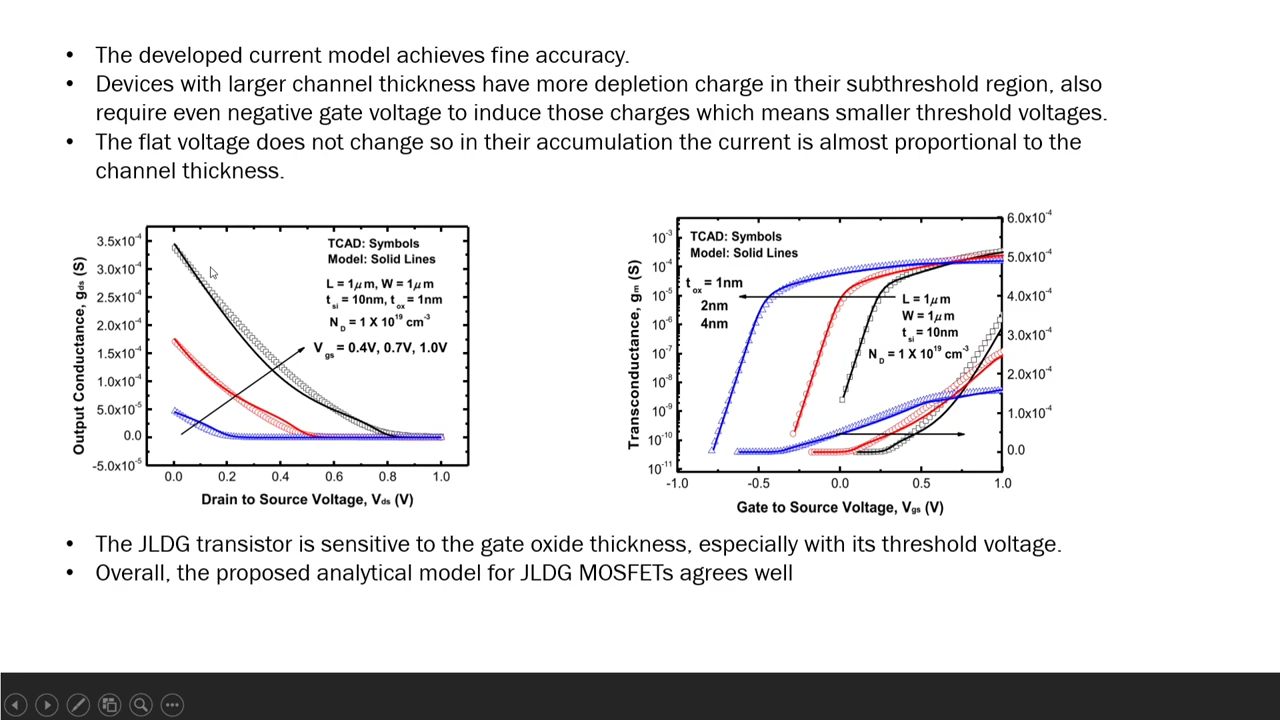 • The developed current model achieves fine accuracy.
• Devices with larger channel thickness have more depletion charge in their subthreshold region, also
require even negative gate voltage to induce those charges which means smaller threshold voltages.
• The flat voltage does not change so in their accumulation the current is almost proportional to the
channel thickness.
Output Conductance, gds (S)
3.5x10-4
3.0x10-4
2.5x10-4
2.0x10-4
1.5x10-4
1.0x10-4
5.0x10-5
0.0
-5.0x10-5
TCAD: Symbols
Model: Solid Lines
L = 1μm, W = 1μm
tsi = 10nm, tox = 1nm
ND = 1 X 1019 cm-3
Vgs = 0.4V, 0.7V, 1.0V
0.0 0.2 0.4 0.6 0.8 1.0
Drain to Source Voltage, Vds (V)
Transconductance, gm (S)
10-3
10-4
10-5
10-6
10-7
10-8
10-9
10-10
10-11
TCAD: Symbols
Model: Solid Lines
tox = 1nm
2nm
4nm
L = 1μm
W = 1μm
tsi = 10nm
ND = 1 X 1019 cm-3
6.0x10-4
5.0x10-4
4.0x10-4
3.0x10-4
2.0x10-4
1.0x10-4
0.0
-1.0 -0.5 0.0 0.5 1.0
Gate to Source Voltage, Vgs (V)
• The JLDG transistor is sensitive to the gate oxide thickness, especially with its threshold voltage.
• Overall, the proposed analytical model for JLDG MOSFETs agrees well